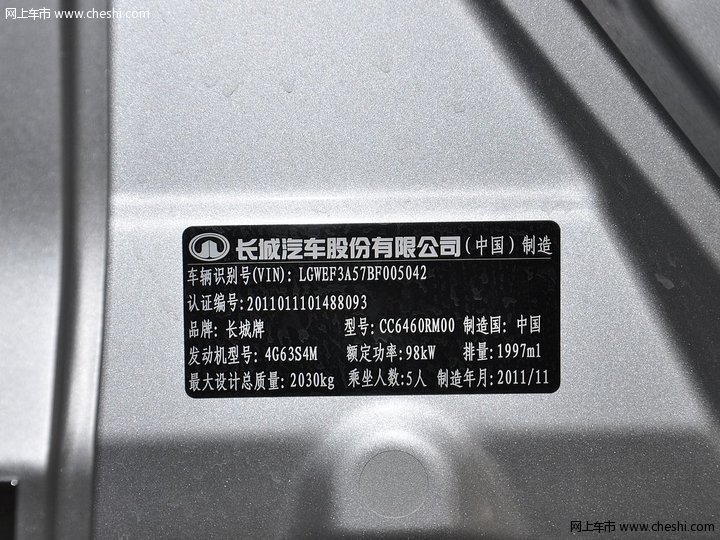 网上车市 www.cheshi.com
长城汽车股份有限公司(中国)制造
车辆识别号(VIN): LGWEF3A57BF005042
认证编号:2011011101488093
品牌: 长城牌 型号: CC6460RM00 制造国: 中国
发动机型号: 4G63S4M 额定功率:98kW 排量:1997ml
最大设计总质量: 2030kg 乘坐人数:5人 制造年月:2011/11
网上车市 www.cheshi.com